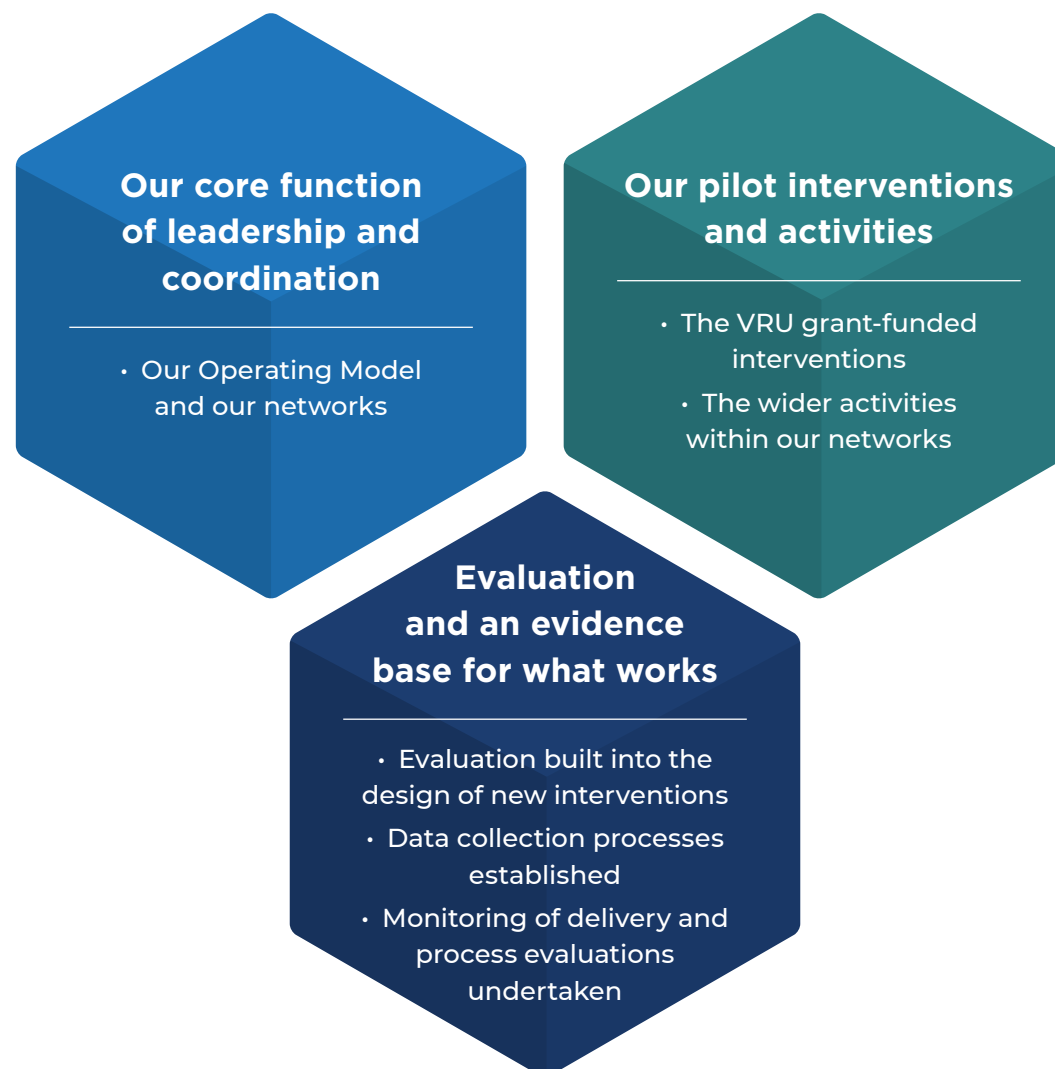 Our core function
of leadership and
coordination
• Our Operating Model
and our networks
Our pilot interventions
and activities
• The VRU grant-funded
interventions
• The wider activities
within our networks
Evaluation
and an evidence
base for what works
• Evaluation built into the
design of new interventions
• Data collection processes
established
• Monitoring of delivery and
process evaluations
undertaken